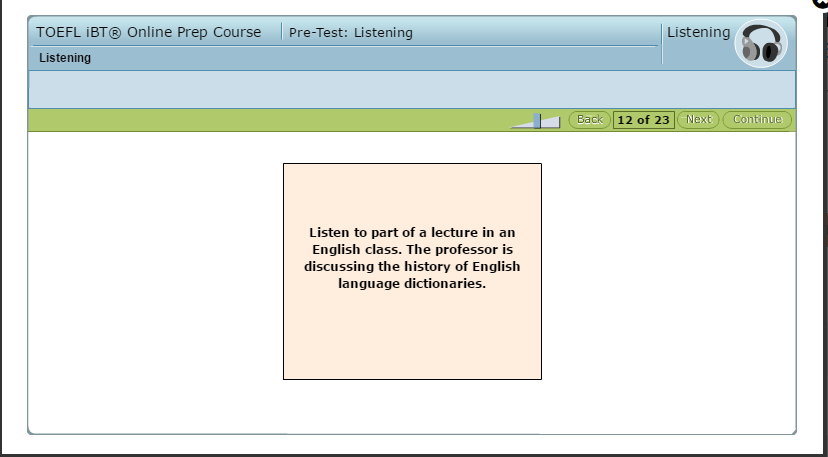 TOEFL iBT® Online Prep Course
Pre-Test: Listening
Listening
Listening
Back
12 of 23
Next
Continue
Listen to part of a lecture in an
English class. The professor is
discussing the history of English
language dictionaries.